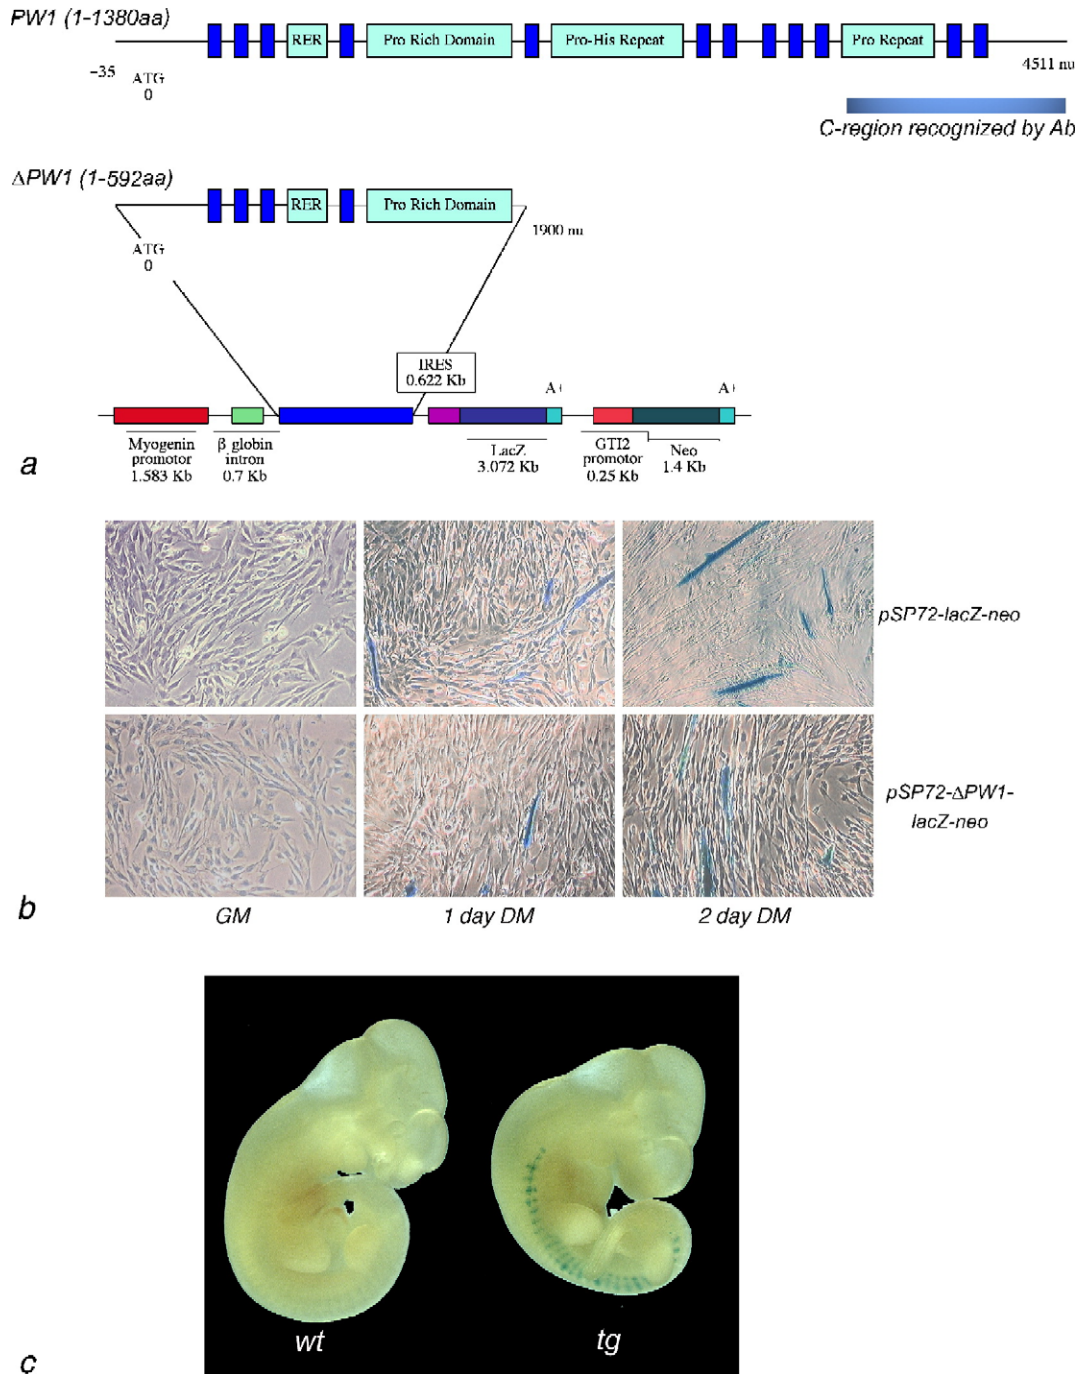 PW1 (1-1380aa)
RER
Pro Rich Domain
Pro-His Repeat
Pro Repeat
-35
ATG
0
4511 nu
C-region recognized by Ab
ΔPW1 (1-592aa)
RER
Pro Rich Domain
ATG
0
1900 nu
IRES
0.622 Kb
A+
A+
Myogenin
promotor
1.583 Kb
β globin
intron
0.7 Kb
LacZ
3.072 Kb
GTI2
promotor
0.25 Kb
Neo
1.4 Kb
a
pSP72-lacZ-neo
pSP72-ΔPW1-
lacZ-neo
b
GM
1 day DM
2 day DM
wt
tg
c